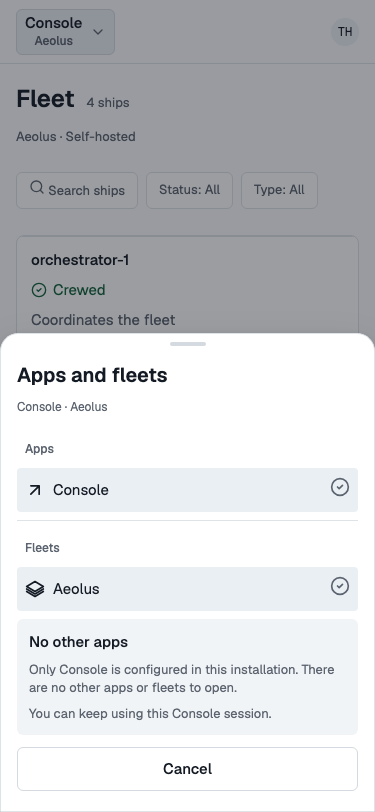 Console
Aeolus
TH
Fleet 4 ships
Aeolus · Self-hosted
Search ships Status: All Type: All
orchestrator-1
Crewed
Coordinates the fleet
Apps and fleets
Console · Aeolus
Apps
Console
Fleets
Aeolus
No other apps
Only Console is configured in this installation. There
are no other apps or fleets to open.
You can keep using this Console session.
Cancel